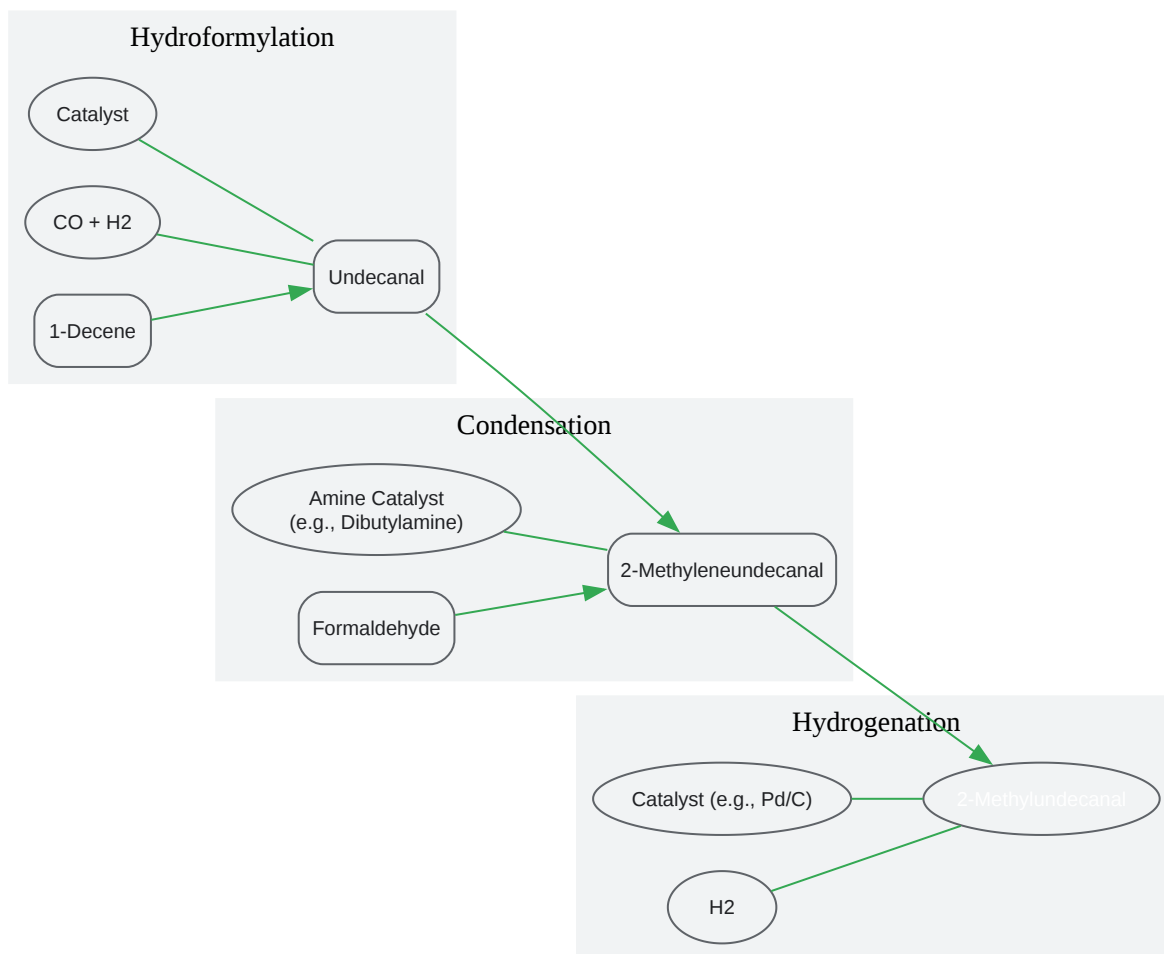 Hydroformylation
Catalyst
CO + H2
Undecanal
1-Decene
Condensation
Amine Catalyst
(e.g., Dibutylamine)
2-Methyleneundecanal
Formaldehyde
Hydrogenation
Catalyst (e.g., Pd/C)
2-Methylundecanal
H2